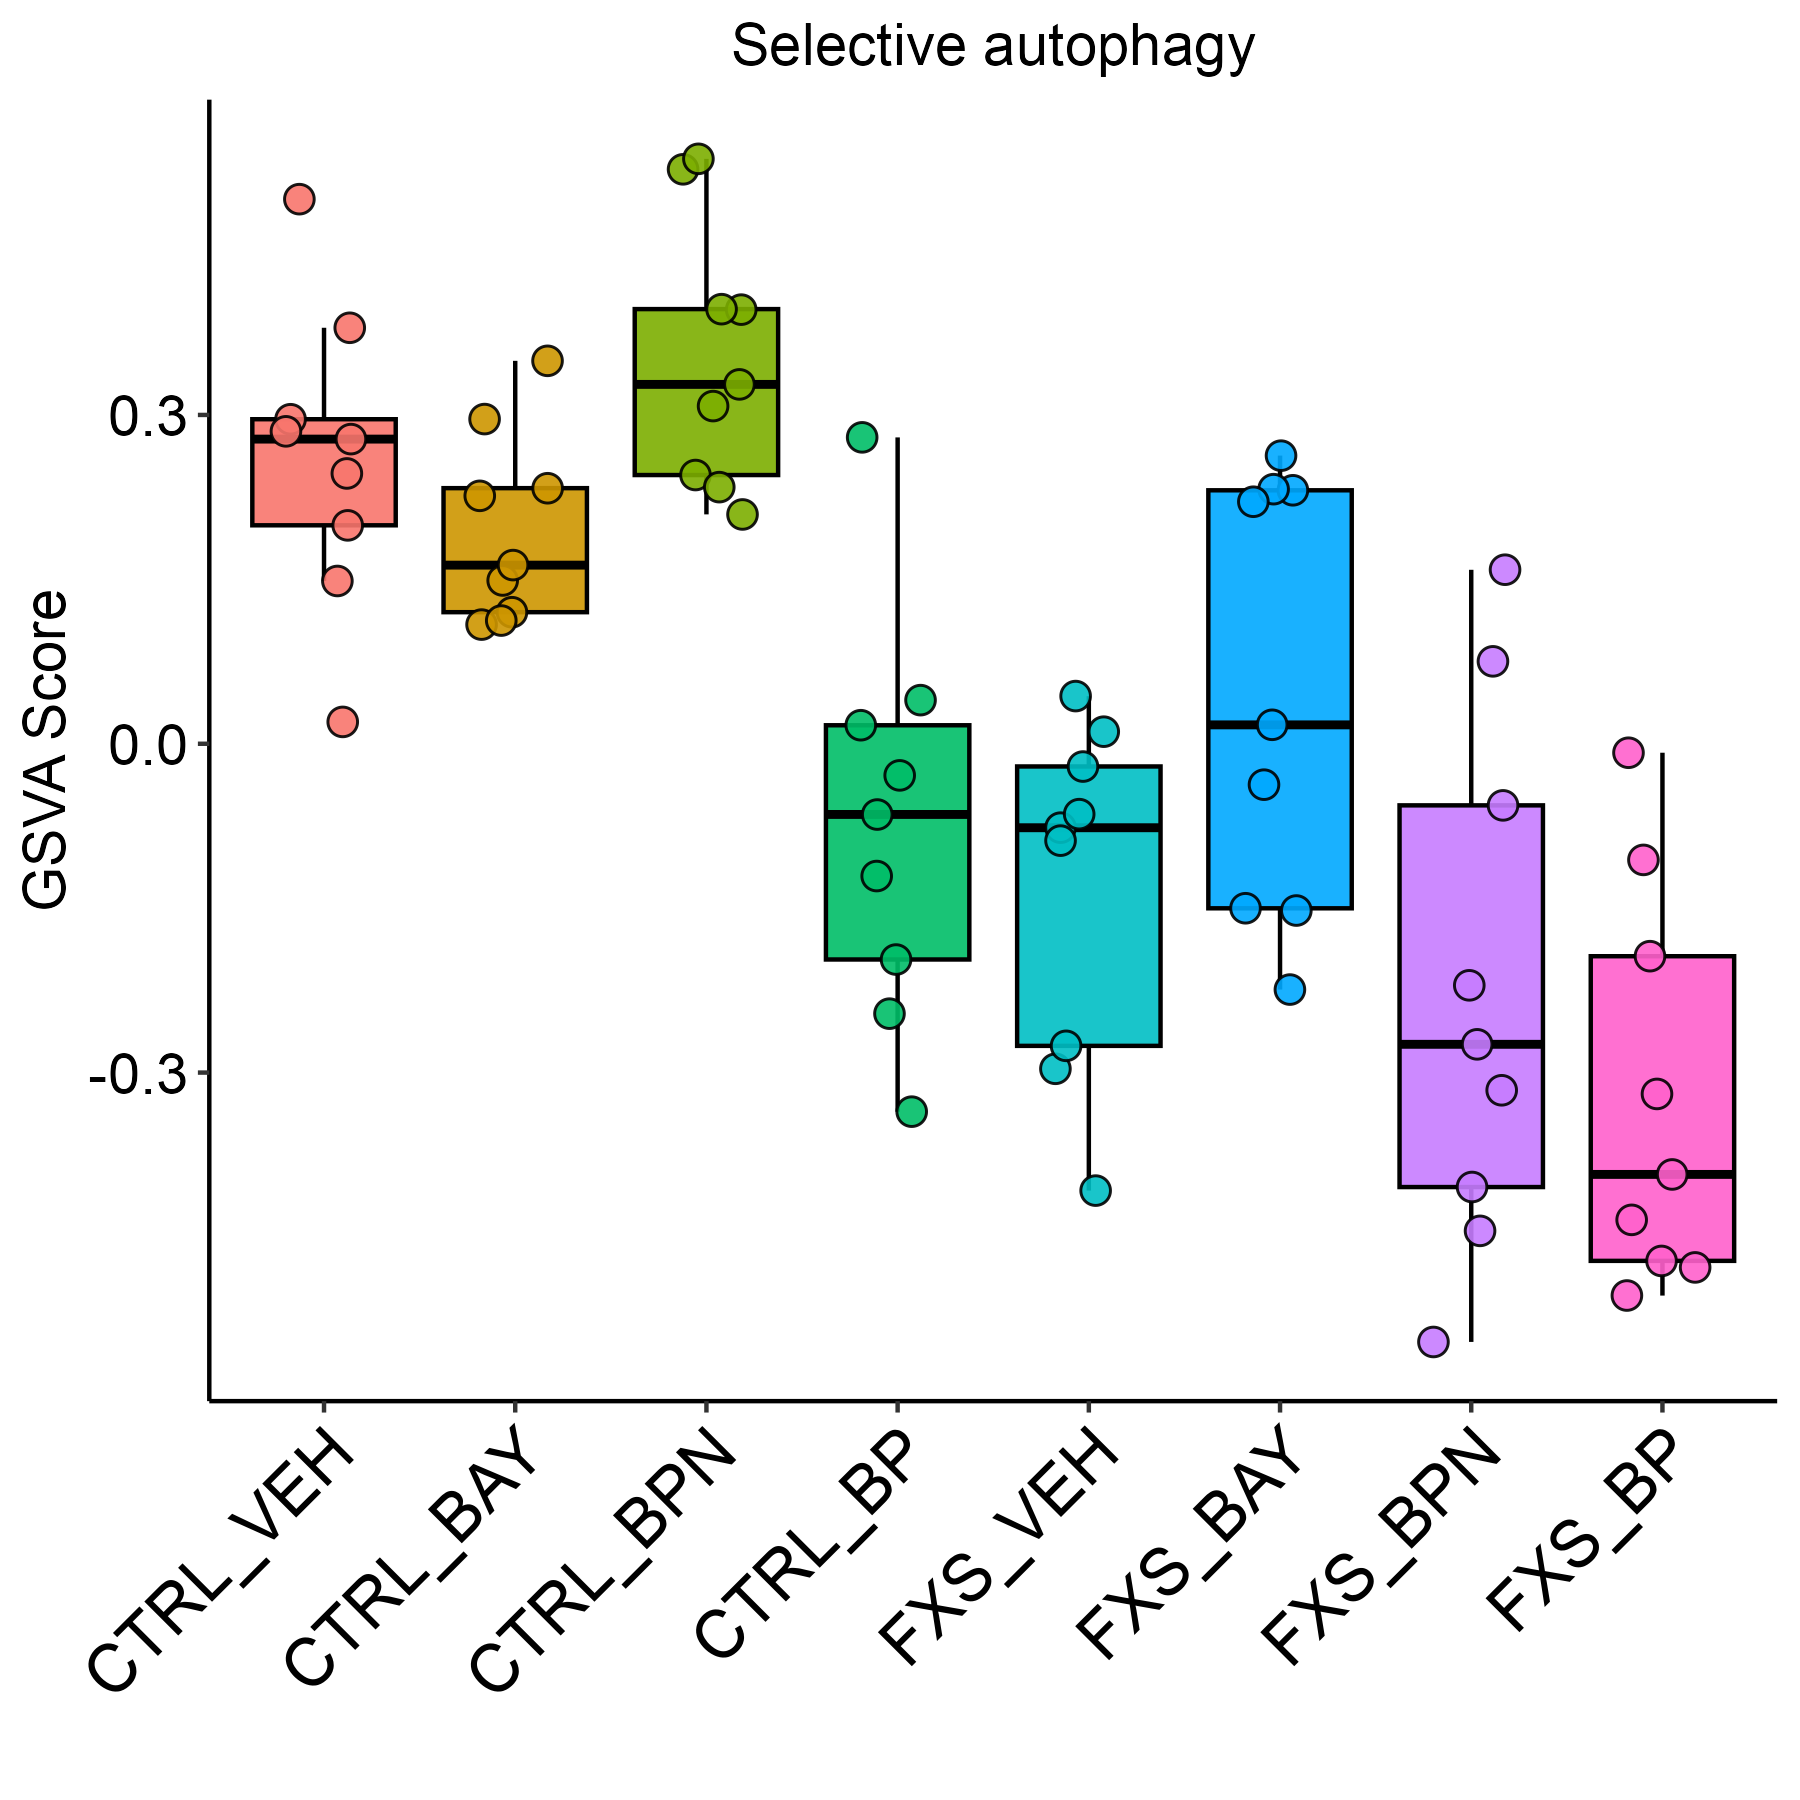 Selective autophagy
GSVA Score
0.3
0.0
-0.3
CTRL_VEH
CTRL_BAY
CTRL_BPN
CTRL_BP
FXS_VEH
FXS_BAY
FXS_BPN
FXS_BP